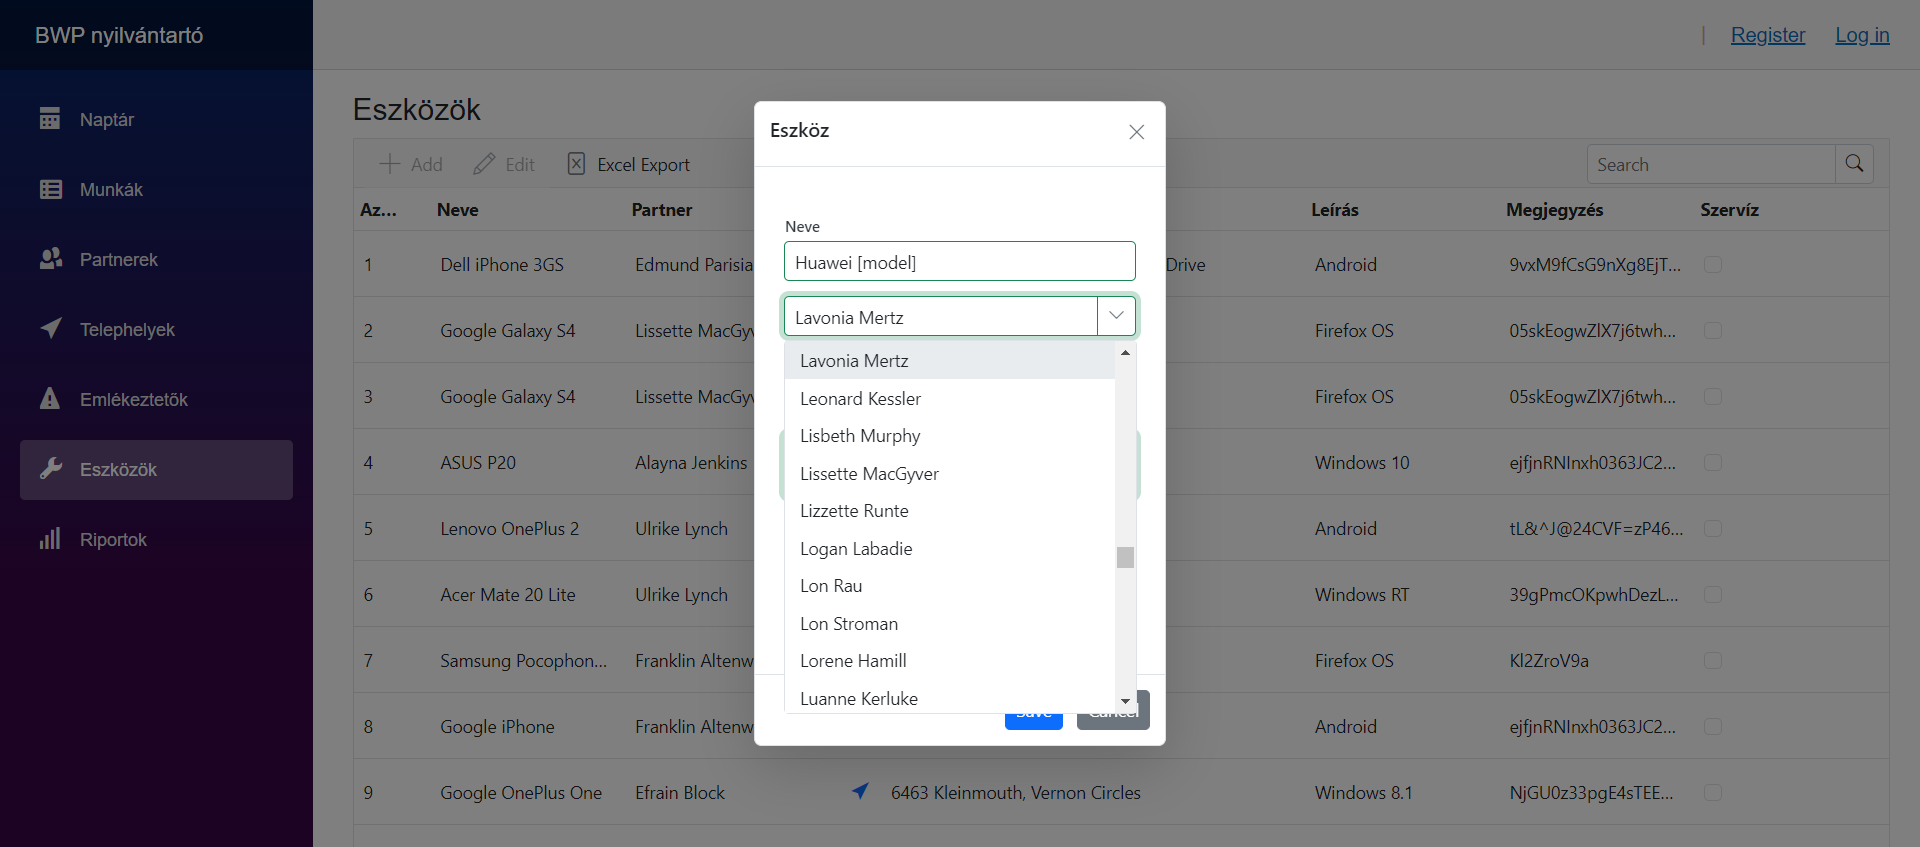 BWP nyilvántartó
Naptár
Munkák
Partnerek
Telephelyek
Emlékeztetők
Eszközök
Riportok
| Register Log in
Eszközök
Add Edit Excel Export Search
Az... Neve Partner Leírás Megjegyzés Szervíz
1 Dell iPhone 3GS Edmund Parisia Drive Android 9vxM9fCsG9nXg8EjT...
2 Google Galaxy S4 Lissette MacGyv Firefox OS 05skEogwZlX7j6twh...
3 Google Galaxy S4 Lissette MacGyv Firefox OS 05skEogwZlX7j6twh...
4 ASUS P20 Alayna Jenkins Windows 10 ejfjnRNInxh0363JC2...
5 Lenovo OnePlus 2 Ulrike Lynch Android tL&^J@24CVF=zP46...
6 Acer Mate 20 Lite Ulrike Lynch Windows RT 39gPmcOKpwhDezL...
7 Samsung Pocophon... Franklin Altenw Firefox OS Kl2ZroV9a
8 Google iPhone Franklin Altenw Android ejfjnRNInxh0363JC2...
9 Google OnePlus One Efrain Block 6463 Kleinmouth, Vernon Circles Windows 8.1 NjGU0z33pgE4sTEE...
Eszköz
Neve
Huawei [model]
Lavonia Mertz
Lavonia Mertz
Leonard Kessler
Lisbeth Murphy
Lissette MacGyver
Lizzette Runte
Logan Labadie
Lon Rau
Lon Stroman
Lorene Hamill
Luanne Kerluke
Save Cancel